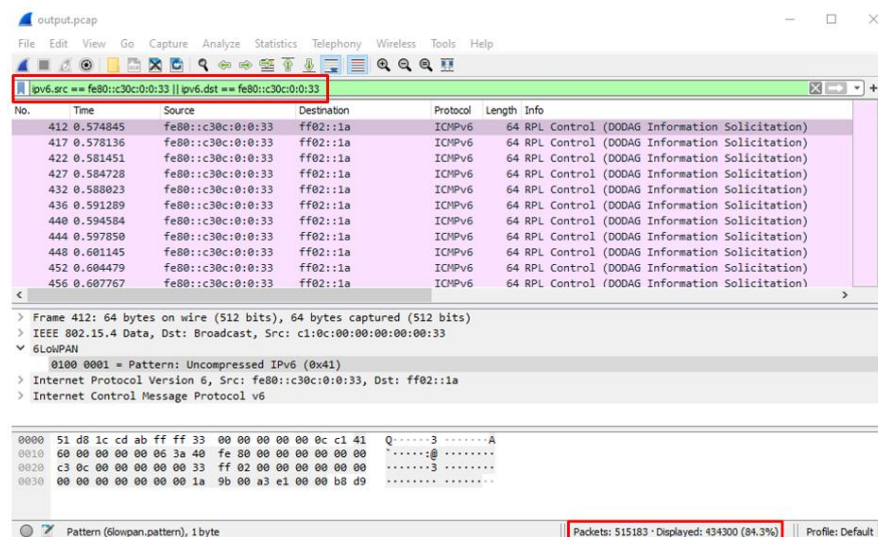 output.pcap
File Edit View Go Capture Analyze Statistics Telephony Wireless Tools Help
ipv6.src == fe80::c30c:0:0:33 || ipv6.dst == fe80::c30c:0:0:33
No. Time Source Destination Protocol Length Info
412 0.574845 fe80::c30c:0:0:33 ff02::1a ICMPv6 64 RPL Control (DODAG Information Solicitation)
417 0.578136 fe80::c30c:0:0:33 ff02::1a ICMPv6 64 RPL Control (DODAG Information Solicitation)
422 0.581451 fe80::c30c:0:0:33 ff02::1a ICMPv6 64 RPL Control (DODAG Information Solicitation)
427 0.584728 fe80::c30c:0:0:33 ff02::1a ICMPv6 64 RPL Control (DODAG Information Solicitation)
432 0.588023 fe80::c30c:0:0:33 ff02::1a ICMPv6 64 RPL Control (DODAG Information Solicitation)
436 0.591289 fe80::c30c:0:0:33 ff02::1a ICMPv6 64 RPL Control (DODAG Information Solicitation)
440 0.594584 fe80::c30c:0:0:33 ff02::1a ICMPv6 64 RPL Control (DODAG Information Solicitation)
444 0.597850 fe80::c30c:0:0:33 ff02::1a ICMPv6 64 RPL Control (DODAG Information Solicitation)
448 0.601145 fe80::c30c:0:0:33 ff02::1a ICMPv6 64 RPL Control (DODAG Information Solicitation)
452 0.604479 fe80::c30c:0:0:33 ff02::1a ICMPv6 64 RPL Control (DODAG Information Solicitation)
456 0.607767 fe80::c30c:0:0:33 ff02::1a ICMPv6 64 RPL Control (DODAG Information Solicitation)
> Frame 412: 64 bytes on wire (512 bits), 64 bytes captured (512 bits)
> IEEE 802.15.4 Data, Dst: Broadcast, Src: c1:0c:00:00:00:00:00:33
6LoWPAN
0100 0001 = Pattern: Uncompressed IPv6 (0x41)
> Internet Protocol Version 6, Src: fe80::c30c:0:0:33, Dst: ff02::1a
> Internet Control Message Protocol v6
0000 51 d8 1c cd ab ff ff 33 00 00 00 00 00 0c c1 41 Q······3 ·······A
0010 60 00 00 00 00 06 3a 40 fe 80 00 00 00 00 00 00 `·····:@ ········
0020 c3 0c 00 00 00 00 00 33 ff 02 00 00 00 00 00 00 ·······3 ········
0030 00 00 00 00 00 00 00 1a 9b 00 a3 e1 00 00 b8 d9 ········ ········
Pattern (6lowpan.pattern), 1 byte Packets: 515183 · Displayed: 434300 (84.3%) Profile: Default